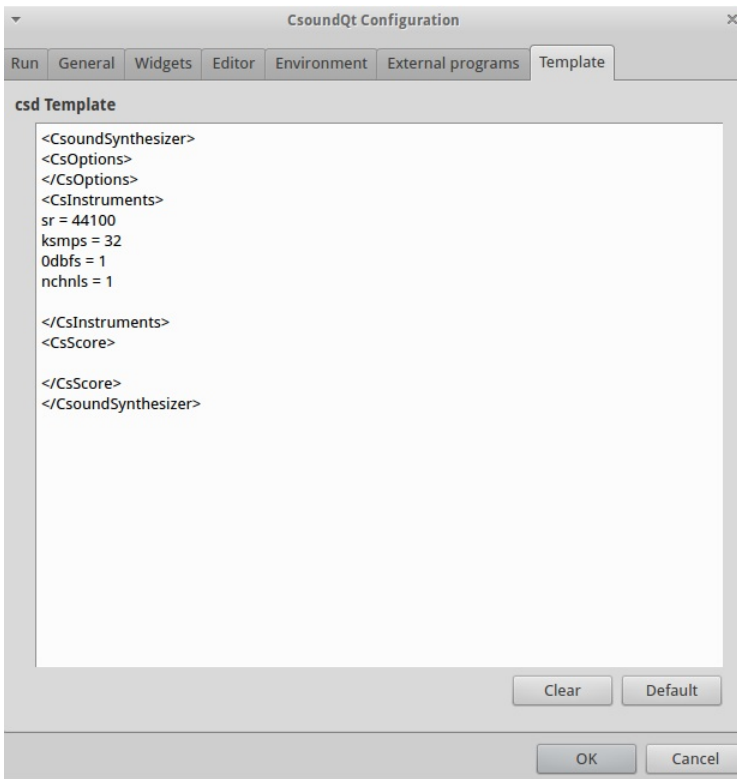 CsoundQt Configuration
Run General Widgets Editor Environment External programs Template
csd Template
<CsoundSynthesizer>
<CsOptions>
</CsOptions>
<CsInstruments>
sr = 44100
ksmps = 32
0dbfs = 1
nchnls = 1
</CsInstruments>
<CsScore>
</CsScore>
</CsoundSynthesizer>
Clear Default
OK Cancel